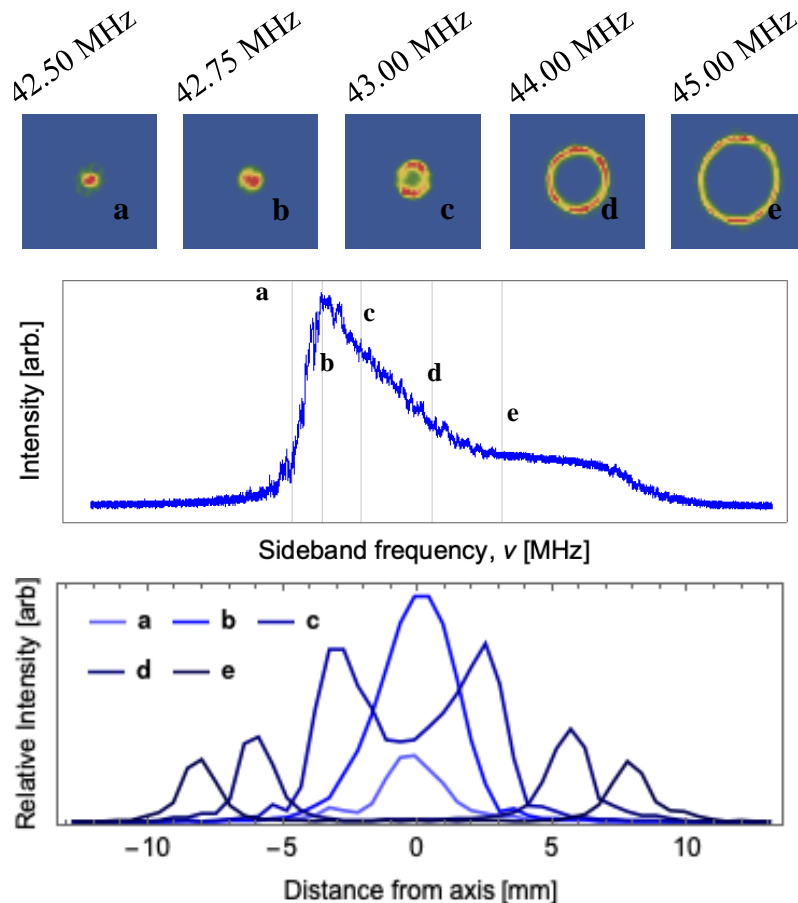 42.50 MHz 42.75 MHz 43.00 MHz 44.00 MHz 45.00 MHz
a b c d e
a
c
b
d
e
Intensity [arb.]
Sideband frequency, v [MHz]
a b c
d e
Relative Intensity [arb]
−10 −5 0 5 10
Distance from axis [mm]